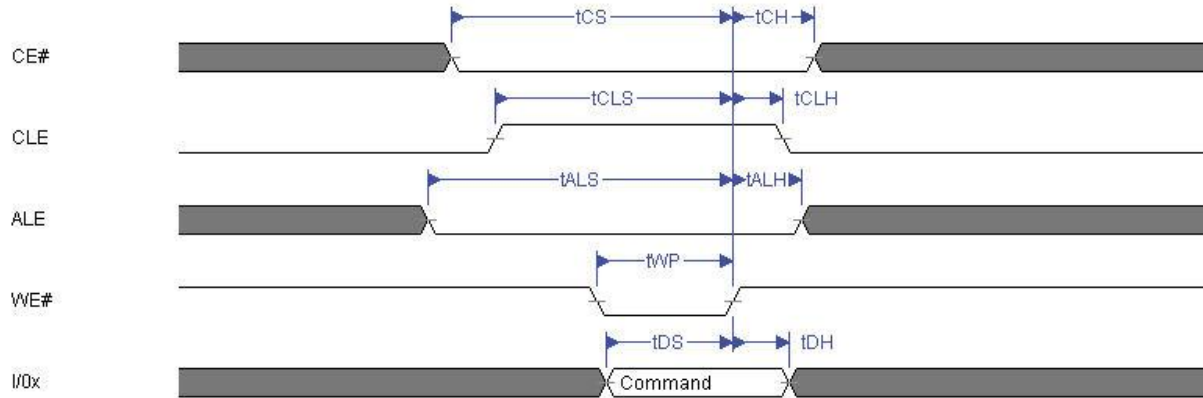 tCS tCH
CE#
tCLS tCLH
CLE
tALS tALH
ALE
tWP
WE#
tDS tDH
I/0x Command